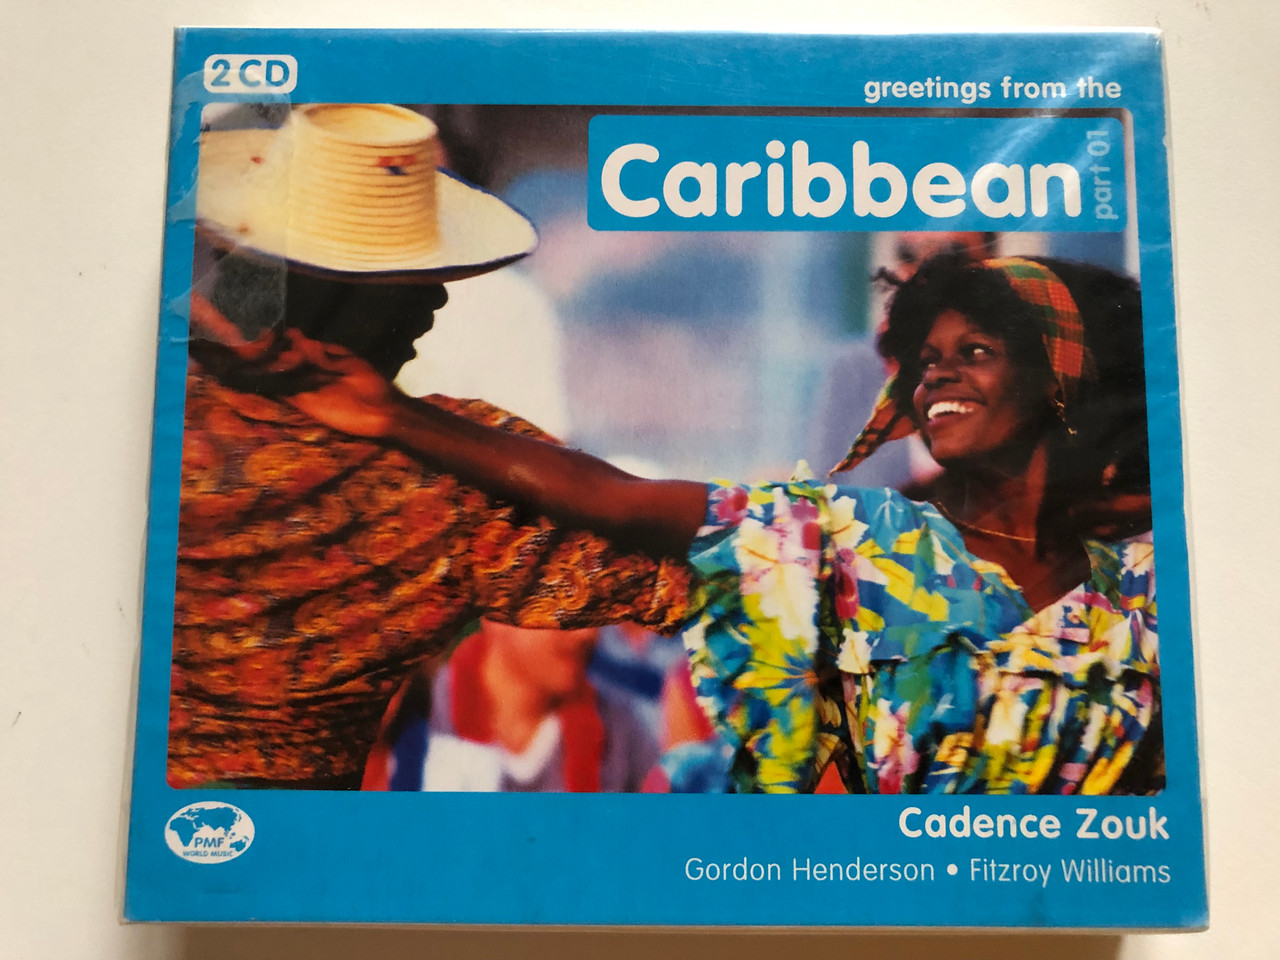 2 CD
greetings from the
Caribbean
part 01
PMF
WORLD MUSIC
Cadence Zouk
Gordon Henderson • Fitzroy Williams